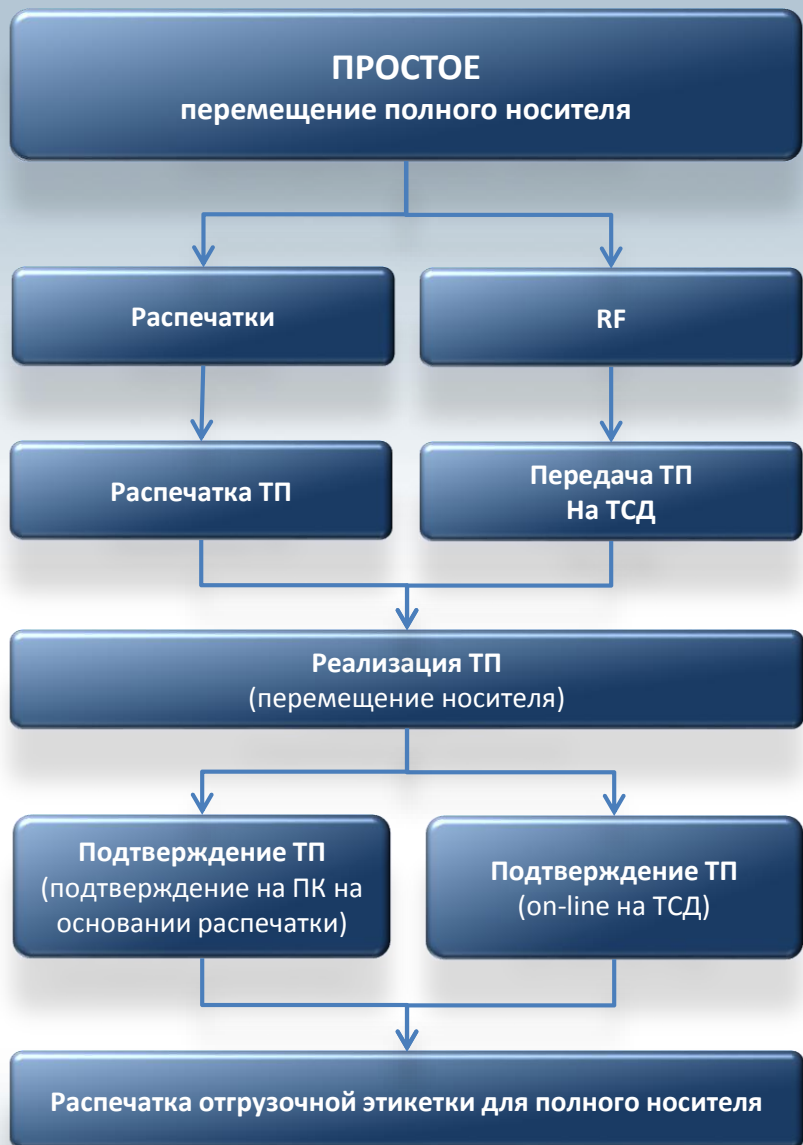 ПРОСТОЕ
перемещение полного носителя
Распечатки
RF
Распечатка ТП
Передача ТП
На ТСД
Реализация ТП
(перемещение носителя)
Подтверждение ТП
(подтверждение на ПК на
основании распечатки)
Подтверждение ТП
(on-line на ТСД)
Распечатка отгрузочной этикетки для полного носителя